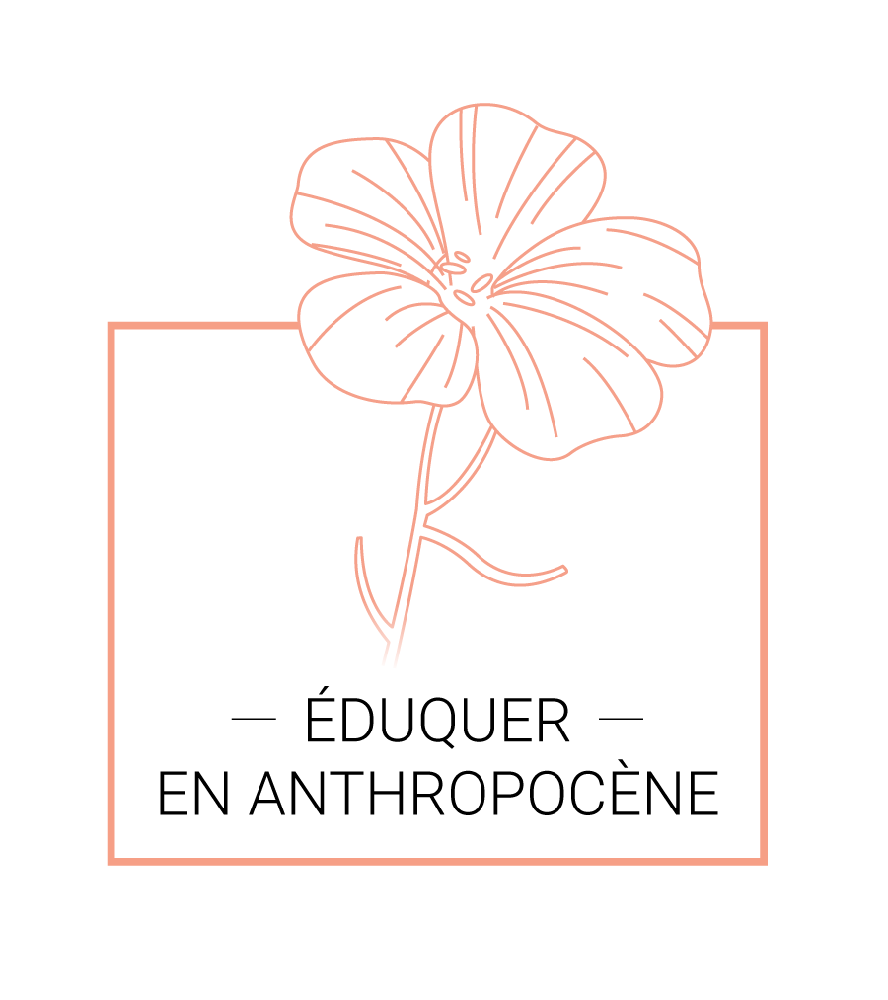 — ÉDUQUER —
EN ANTHROPOCÈNE